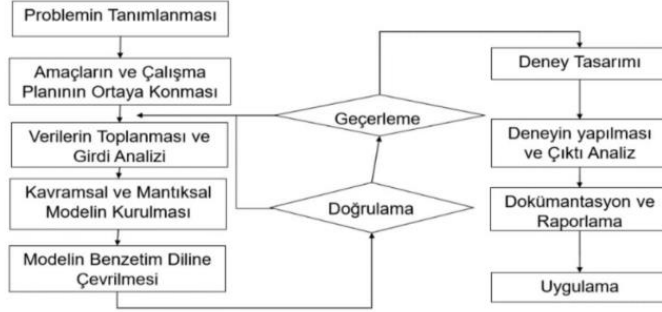 Problemin Tanımlanması
Amaçların ve Çalışma
Planının Ortaya Konması
Verilerin Toplanması ve
Girdi Analizi
Kavramsal ve Mantıksal
Modelin Kurulması
Modelin Benzetim Diline
Çevrilmesi
Geçerleme
Doğrulama
Deney Tasarımı
Deneyin yapılması
ve Çıktı Analiz
Dokümantasyon ve
Raporlama
Uygulama